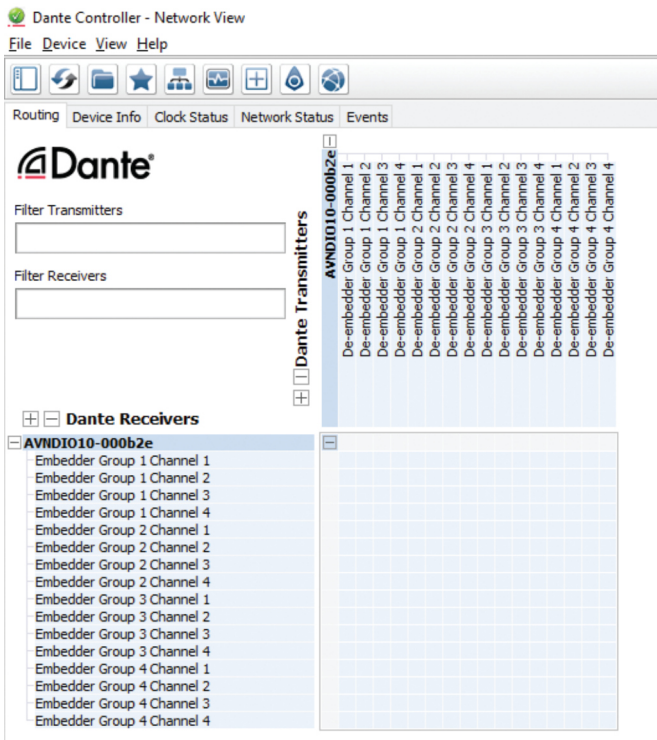 Dante Controller - Network View
File Device View Help
Routing Device Info Clock Status Network Status Events
Dante®
Filter Transmitters
Filter Receivers
Dante Transmitters
AVNDIO10-000b2e
De-embedder Group 1 Channel 1
De-embedder Group 1 Channel 2
De-embedder Group 1 Channel 3
De-embedder Group 1 Channel 4
De-embedder Group 2 Channel 1
De-embedder Group 2 Channel 2
De-embedder Group 2 Channel 3
De-embedder Group 2 Channel 4
De-embedder Group 3 Channel 1
De-embedder Group 3 Channel 2
De-embedder Group 3 Channel 3
De-embedder Group 3 Channel 4
De-embedder Group 4 Channel 1
De-embedder Group 4 Channel 2
De-embedder Group 4 Channel 3
De-embedder Group 4 Channel 4
Dante Receivers
AVNDIO10-000b2e
Embedder Group 1 Channel 1
Embedder Group 1 Channel 2
Embedder Group 1 Channel 3
Embedder Group 1 Channel 4
Embedder Group 2 Channel 1
Embedder Group 2 Channel 2
Embedder Group 2 Channel 3
Embedder Group 2 Channel 4
Embedder Group 3 Channel 1
Embedder Group 3 Channel 2
Embedder Group 3 Channel 3
Embedder Group 3 Channel 4
Embedder Group 4 Channel 1
Embedder Group 4 Channel 2
Embedder Group 4 Channel 3
Embedder Group 4 Channel 4